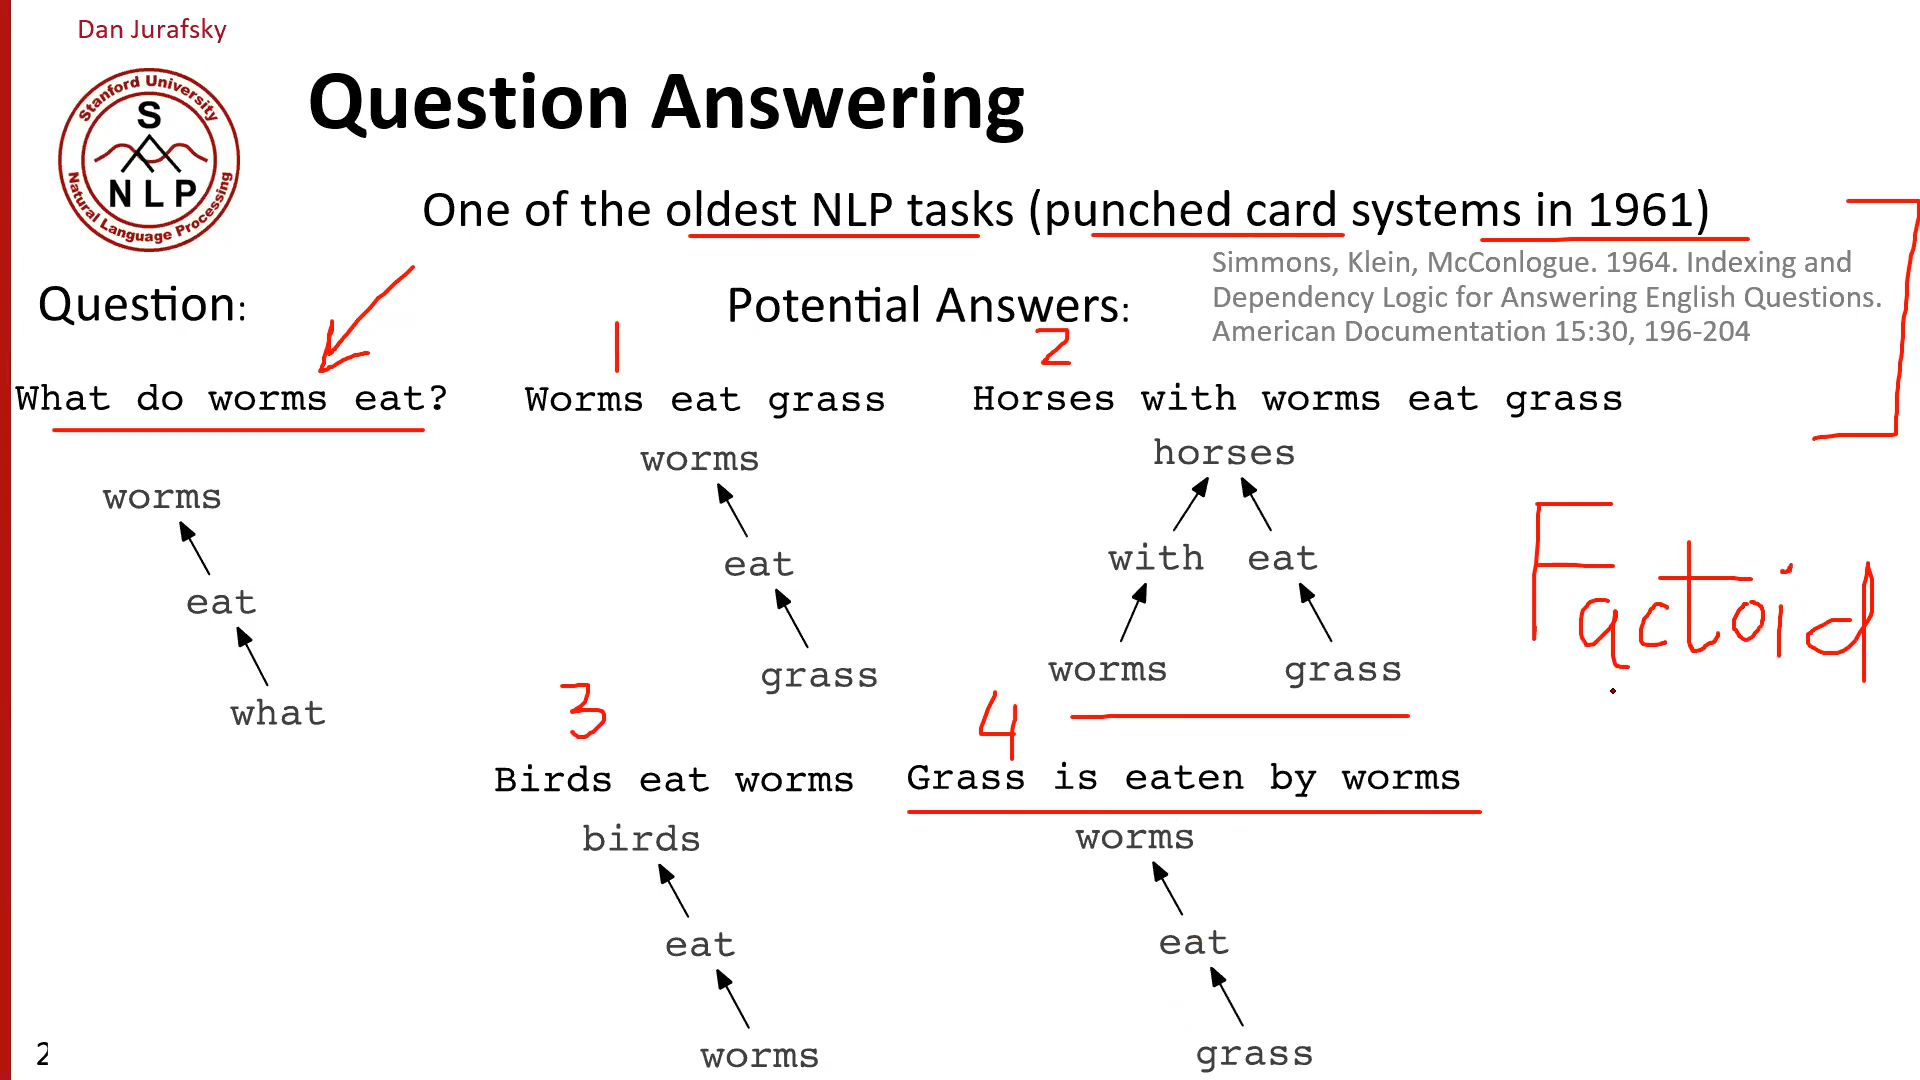 Dan Jurafsky
Stanford University
S
NLP
Natural Language Processing
Question Answering
One of the oldest NLP tasks (punched card systems in 1961)
Simmons, Klein, McConlogue. 1964. Indexing and
Dependency Logic for Answering English Questions.
American Documentation 15:30, 196-204
Question:
Potential Answers:
1
2
What do worms eat?
Worms eat grass
Horses with worms eat grass
worms
eat
what
worms
eat
grass
horses
with eat
worms grass
Factoid
3
4
Birds eat worms
Grass is eaten by worms
birds
eat
worms
worms
eat
grass
2